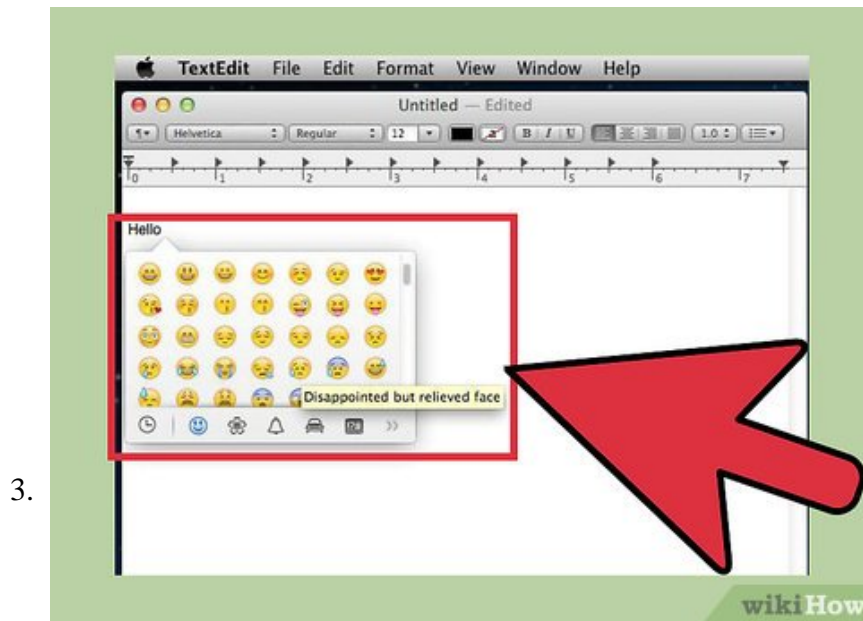 TextEdit File Edit Format View Window Help
Untitled — Edited
Helvetica Regular 12 B I U 1.0
0 1 2 3 4 5 6 7
Hello
Disappointed but relieved face
3.
wikiHow